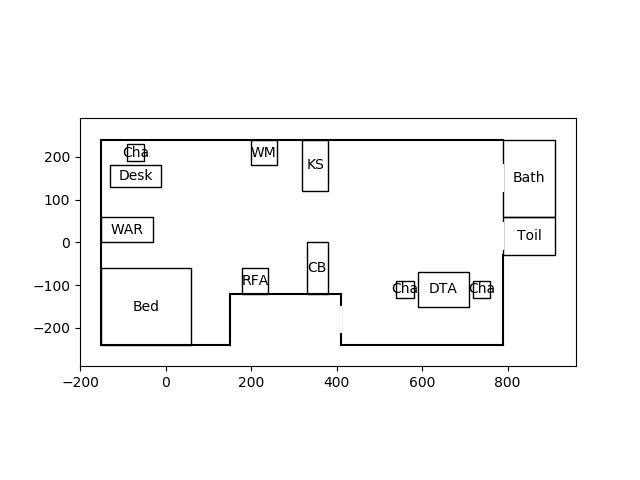 Cha
WM
KS
Desk
Bath
WAR
Toil
CB
RFA
Bed
Cha
DTA
Cha
200
100
0
−100
−200
−200
0
200
400
600
800